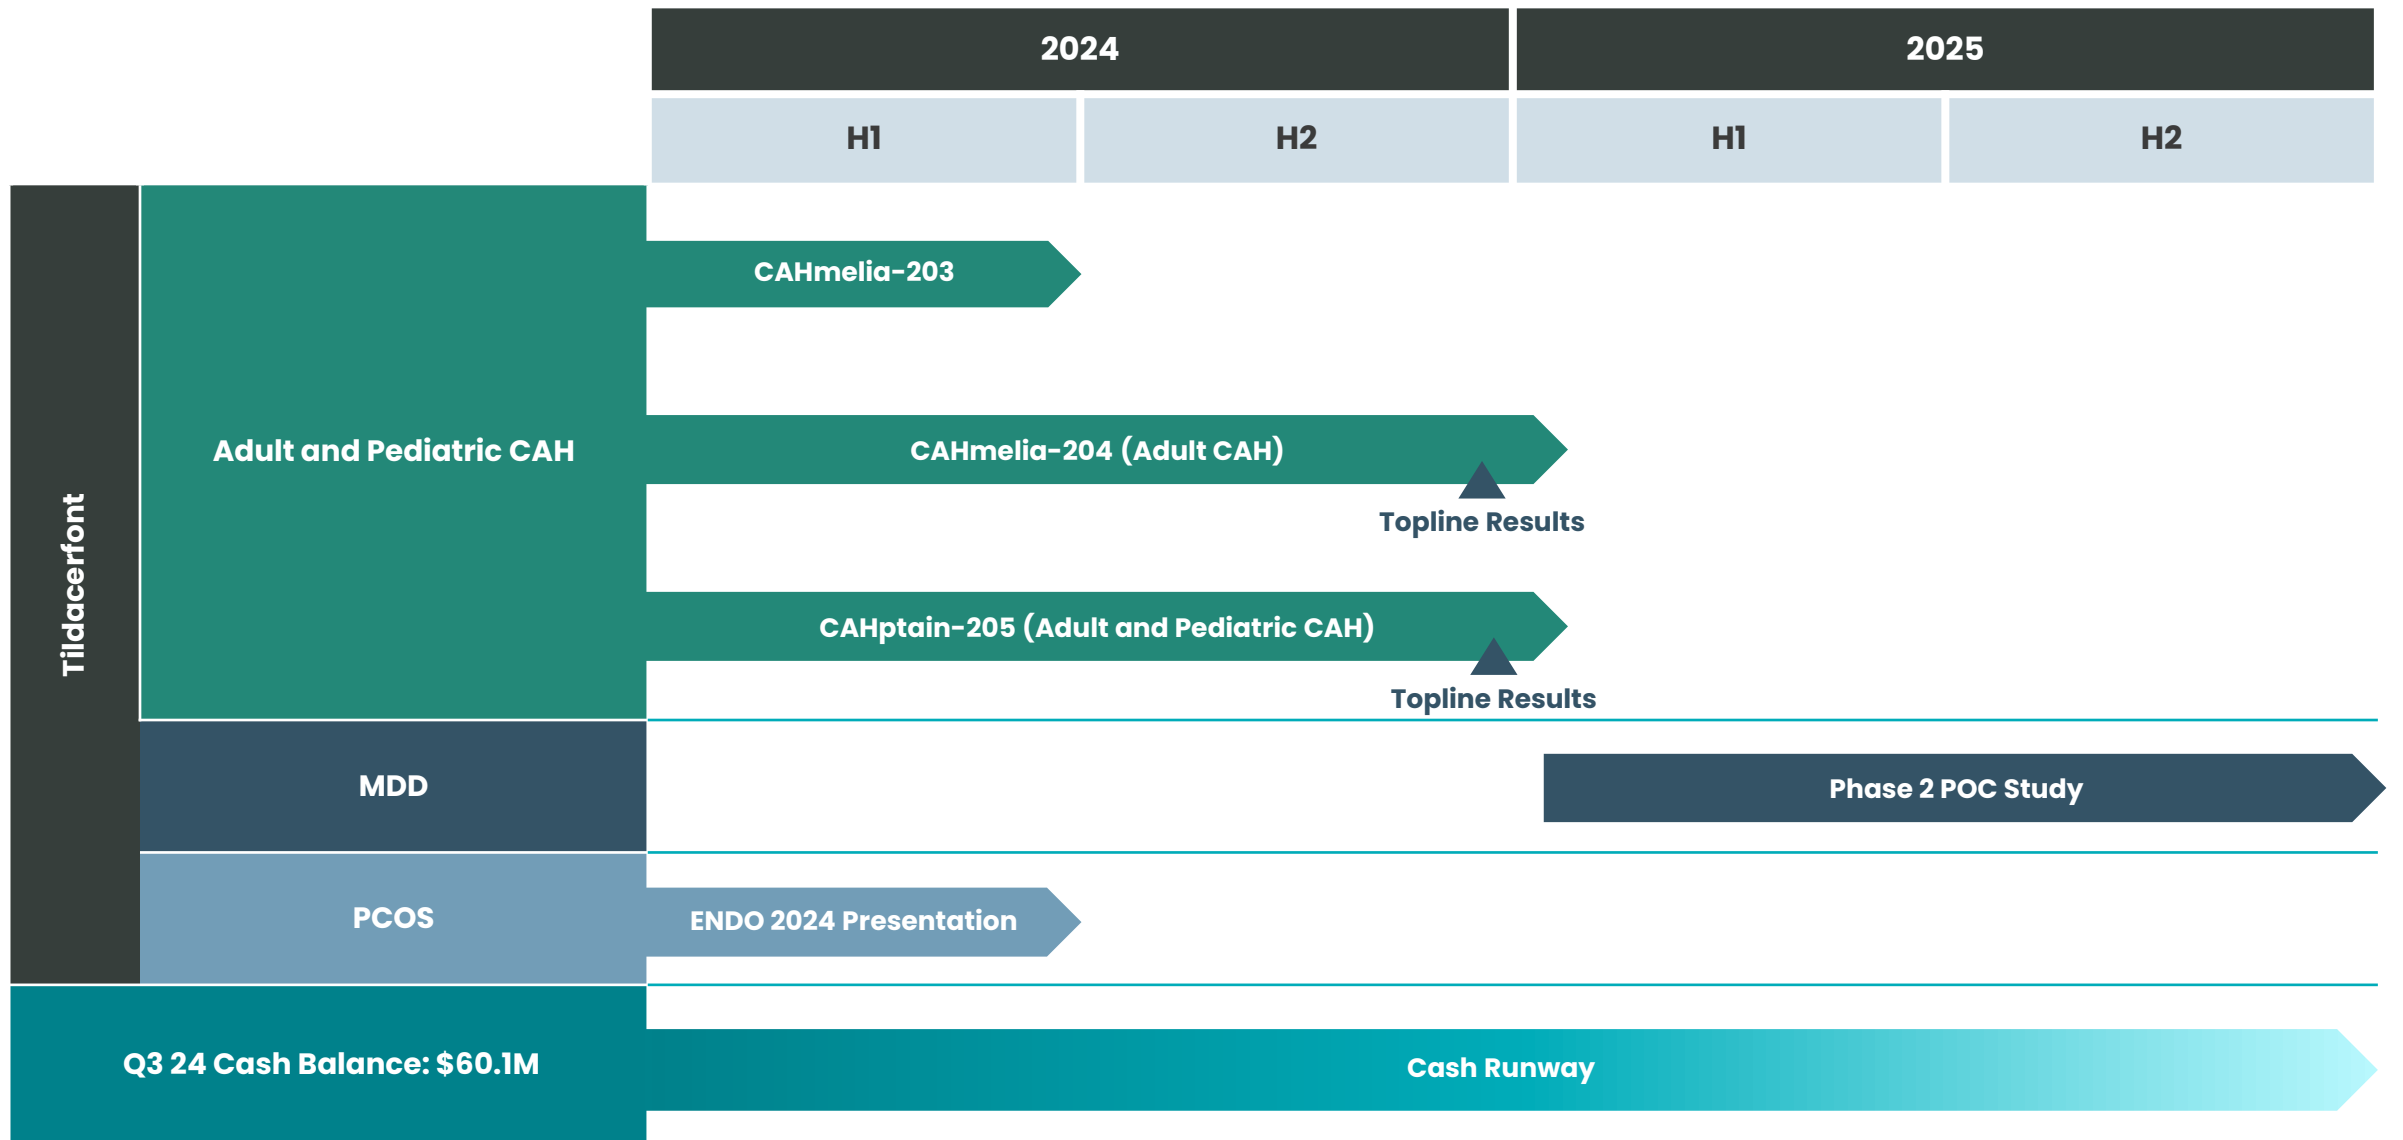 2024
2025
H1
H2
H1
H2
Tildacerfont
Adult and Pediatric CAH
CAHmelia-203
CAHmelia-204 (Adult CAH)
Topline Results
CAHptain-205 (Adult and Pediatric CAH)
Topline Results
MDD
Phase 2 POC Study
PCOS
ENDO 2024 Presentation
Q3 24 Cash Balance: $60.1M
Cash Runway